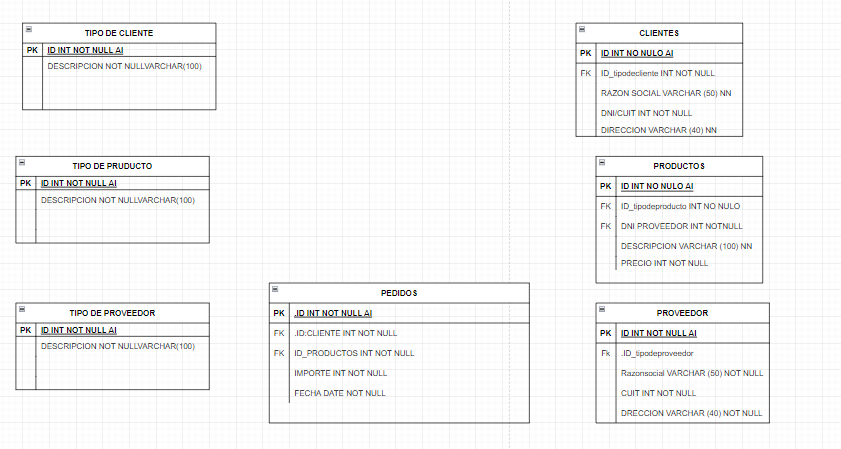 TIPO DE CLIENTE
PK ID INT NOT NULL AI
DESCRIPCION NOT NULLVARCHAR(100)
CLIENTES
PK ID INT NO NULO AI
FK ID_tipodecliente INT NOT NULL
RAZON SOCIAL VARCHAR (50) NN
DNI/CUIT INT NOT NULL
DIRECCION VARCHAR (40) NN
TIPO DE PRUDUCTO
PK ID INT NOT NULL AI
DESCRIPCION NOT NULLVARCHAR(100)
PRODUCTOS
PK ID INT NO NULO AI
FK ID_tipodeproducto INT NO NULO
FK DNI PROVEEDOR INT NOTNULL
DESCRIPCION VARCHAR (100) NN
PRECIO INT NOT NULL
TIPO DE PROVEEDOR
PK ID INT NOT NULL AI
DESCRIPCION NOT NULLVARCHAR(100)
PEDIDOS
PK .ID INT NOT NULL AI
FK .ID:CLIENTE INT NOT NULL
FK ID_PRODUCTOS INT NOT NULL
IMPORTE INT NOT NULL
FECHA DATE NOT NULL
PROVEEDOR
PK ID INT NOT NULL AI
Fk .ID_tipodeproveedor
Razonsocial VARCHAR (50) NOT NULL
CUIT INT NOT NULL
DRECCION VARCHAR (40) NOT NULL